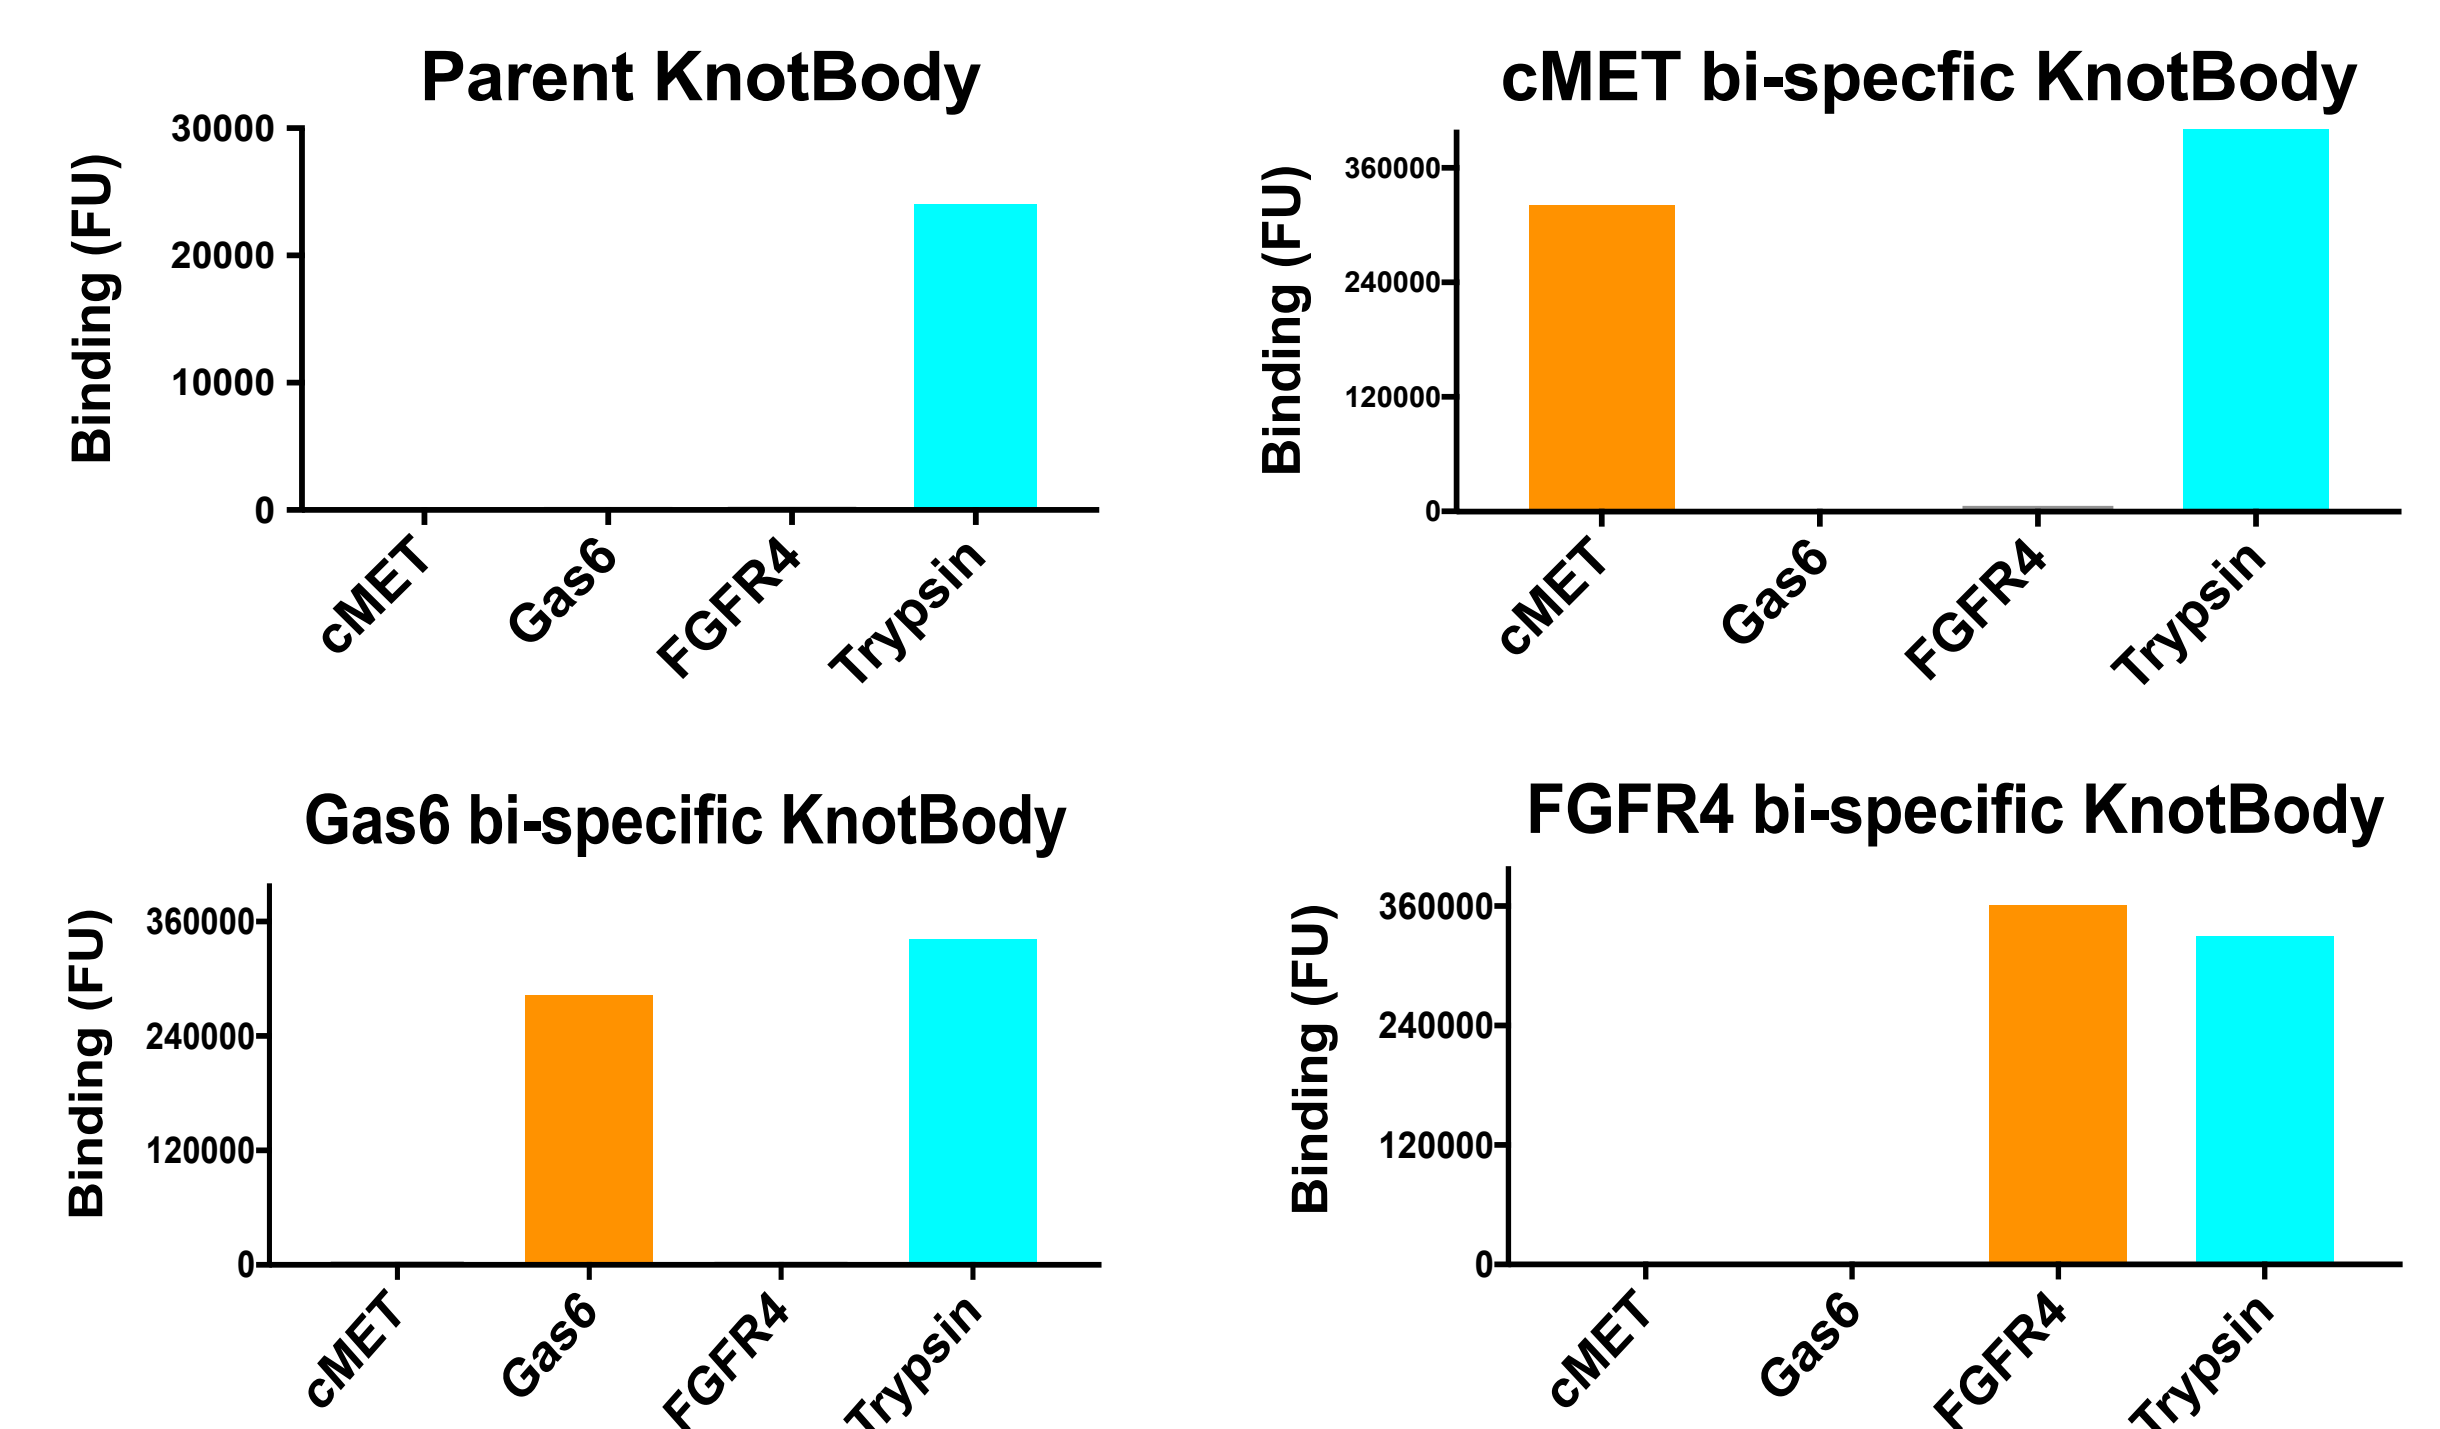 Parent KnotBody
Binding (FU)
30000
20000
10000
0
cMET
Gas6
FGFR4
Trypsin
cMET bi-specfic KnotBody
Binding (FU)
360000
240000
120000
0
cMET
Gas6
FGFR4
Trypsin
Gas6 bi-specific KnotBody
Binding (FU)
360000
240000
120000
0
cMET
Gas6
FGFR4
Trypsin
FGFR4 bi-specific KnotBody
Binding (FU)
360000
240000
120000
0
cMET
Gas6
FGFR4
Trypsin